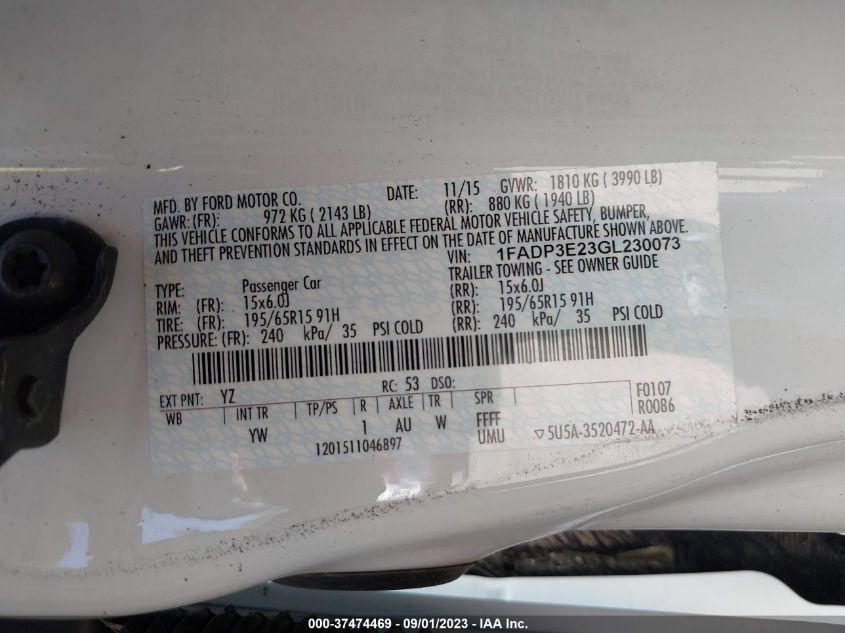 MFD. BY FORD MOTOR CO. DATE: 11/15 GVWR: 1810 KG ( 3990 LB)
GAWR: (FR): 972 KG ( 2143 LB) (RR): 880 KG ( 1940 LB)
THIS VEHICLE CONFORMS TO ALL APPLICABLE FEDERAL MOTOR VEHICLE SAFETY, BUMPER,
AND THEFT PREVENTION STANDARDS IN EFFECT ON THE DATE OF MANUFACTURE SHOWN ABOVE.
VIN: 1FADP3E23GL230073
TYPE: Passenger Car TRAILER TOWING - SEE OWNER GUIDE
RIM: (FR): 15x6.0J (RR): 15x6.0J
TIRE: (FR): 195/65R15 91H (RR): 195/65R15 91H
PRESSURE: (FR): 240 kPa/ 35 PSI COLD (RR): 240 kPa/ 35 PSI COLD
EXT PNT: YZ RC: 53 DSO:
WB INT TR TP/PS R AXLE TR SPR F0107
YW 1 AU W FFFF R0086
1201511046897 UMU ▽5U5A-3520472-AA
000-37474469 - 09/01/2023 - IAA Inc.